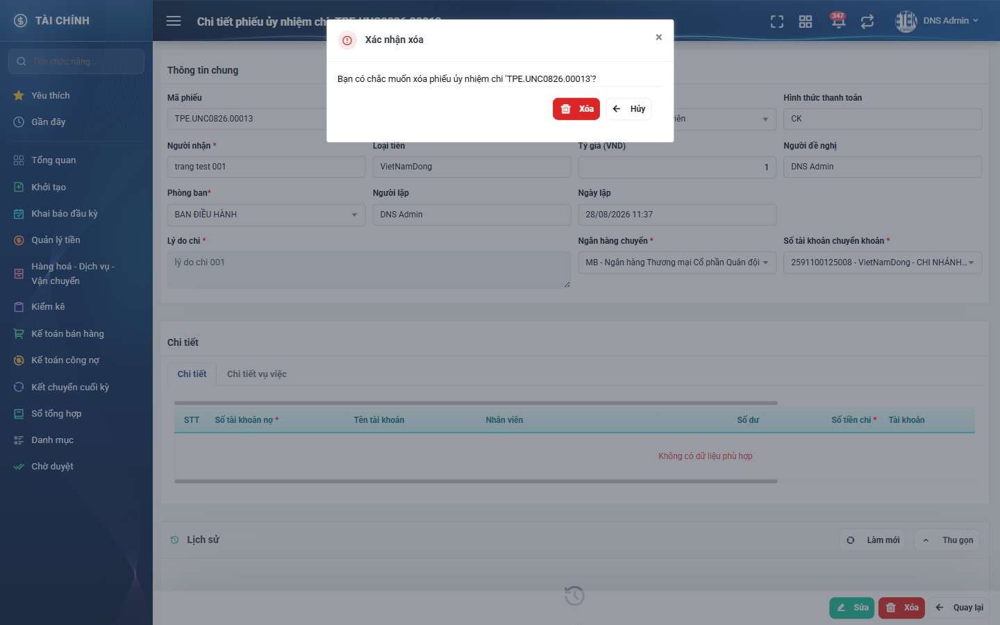 TÀI CHÍNH
Chi tiết phiếu ủy nhiệm chi
347
DNS Admin
Tìm chức năng...
Yêu thích
Gần đây
Tổng quan
Khởi tạo
Khai báo đầu kỳ
Quản lý tiền
Hàng hoá - Dịch vụ -
Vận chuyển
Kiểm kê
Kế toán bán hàng
Kế toán công nợ
Kết chuyển cuối kỳ
Sổ tổng hợp
Danh mục
Chờ duyệt
Xác nhận xóa
×
Bạn có chắc muốn xóa phiếu ủy nhiệm chi 'TPE.UNC0826.00013'?
Xóa
Hủy
Thông tin chung
Mã phiếu
Hình thức thanh toán
TPE.UNC0826.00013
CK
Người nhận *
Loại tiền
Tỷ giá (VND)
Người đề nghị
trang test 001
VietNamDong
1
DNS Admin
Phòng ban*
Người lập
Ngày lập
BAN ĐIỀU HÀNH
DNS Admin
28/08/2026 11:37
Lý do chi *
Ngân hàng chuyển *
Số tài khoản chuyển khoản *
lý do chi 001
MB - Ngân hàng Thương mại Cổ phần Quân đội
2591100125008 - VietNamDong - CHI NHÁNH...
Chi tiết
Chi tiết
Chi tiết vụ việc
STT
Số tài khoản nợ *
Tên tài khoản
Nhân viên
Số dư
Số tiền chi *
Tài khoản
Không có dữ liệu phù hợp
Lịch sử
Làm mới
Thu gọn
Sửa
Xóa
Quay lại